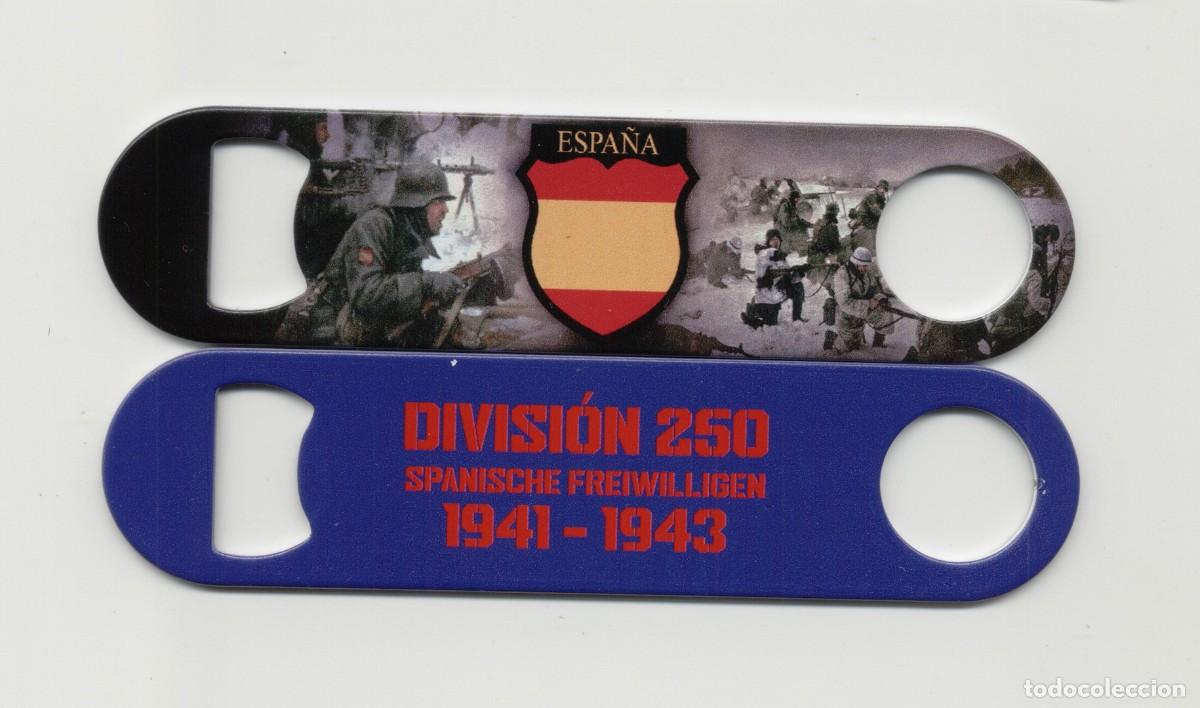 ESPAÑA
DIVISIÓN 250
SPANISCHE FREIWILLIGEN
1941 - 1943
todocoleccion